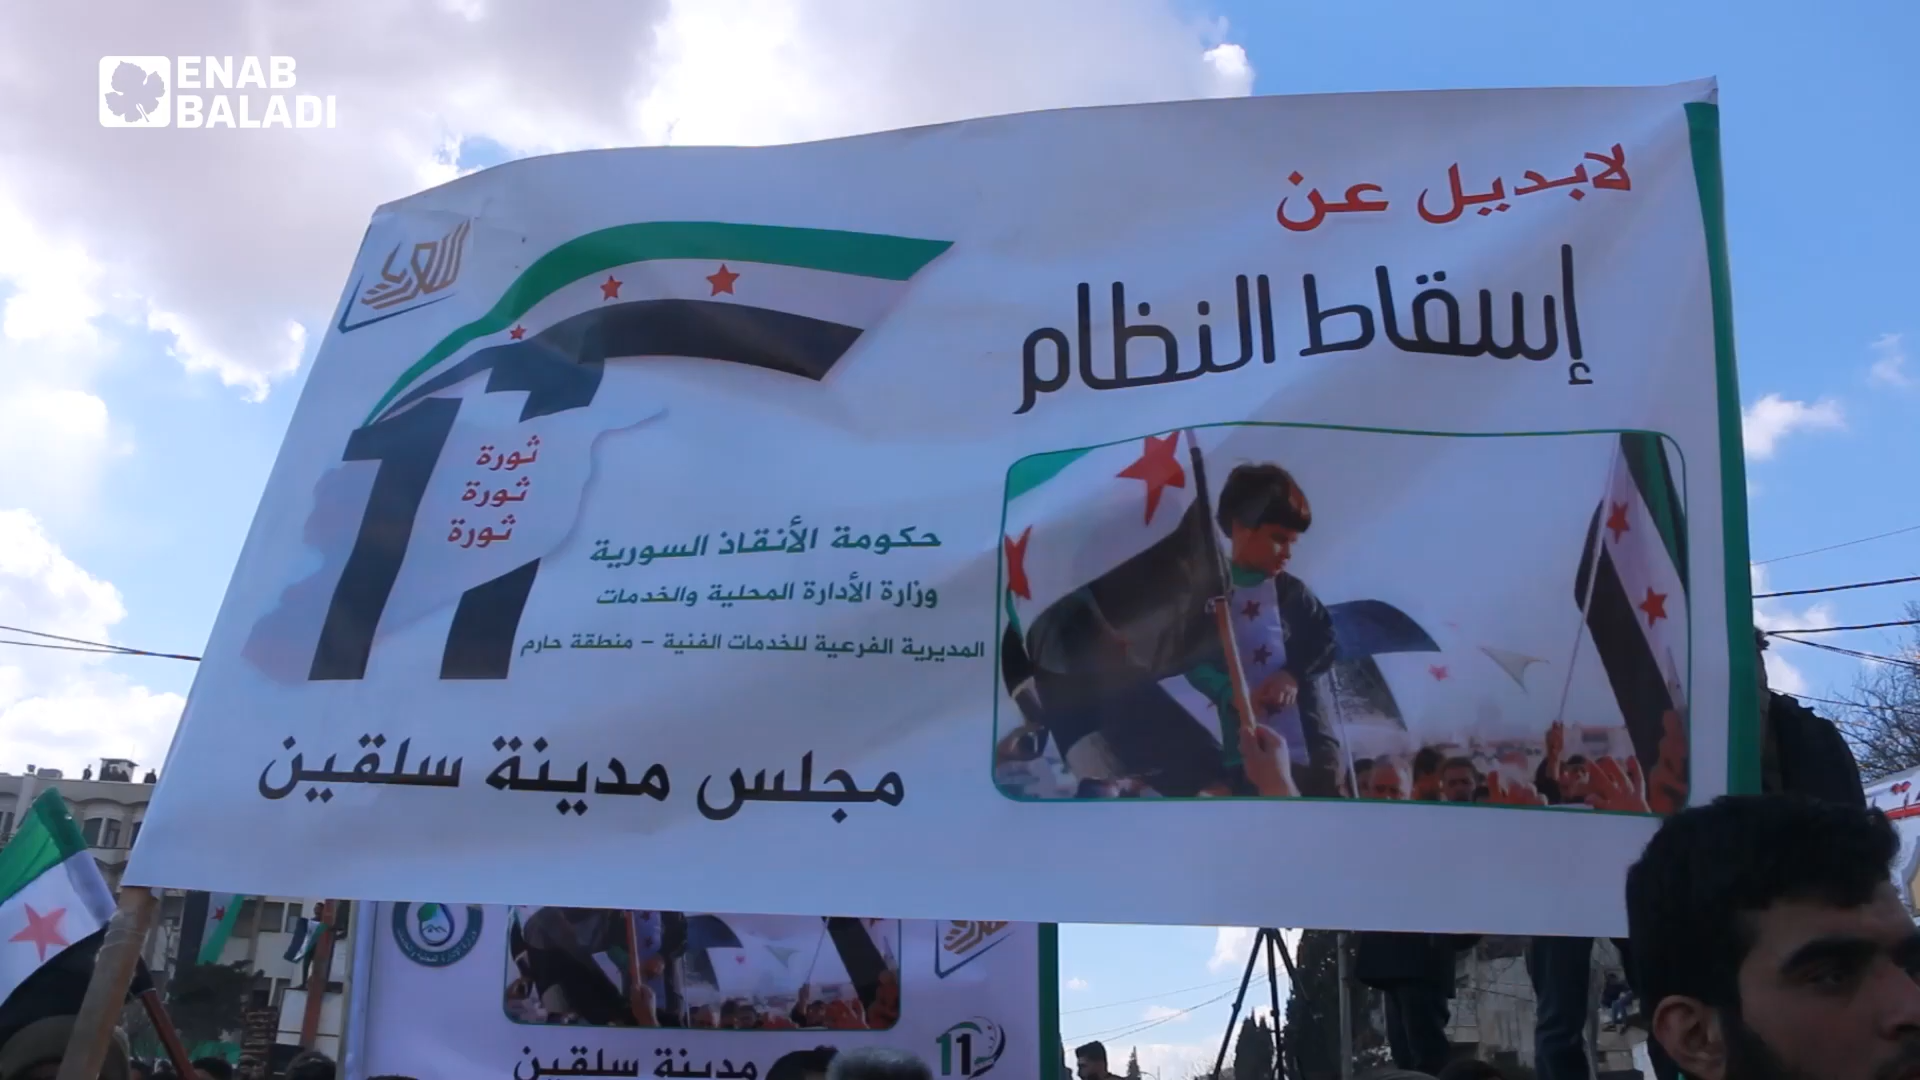 ENAB
BALADI
لابديل عن
إسقاط النظام
11
ثورة
ثورة
ثورة
حكومة الأنقاذ السورية
وزارة الأدارة المحلية والخدمات
المديرية الفرعية للخدمات الفنية – منطقة حارم
مجلس مدينة سلقين
11
مدينة سلقين